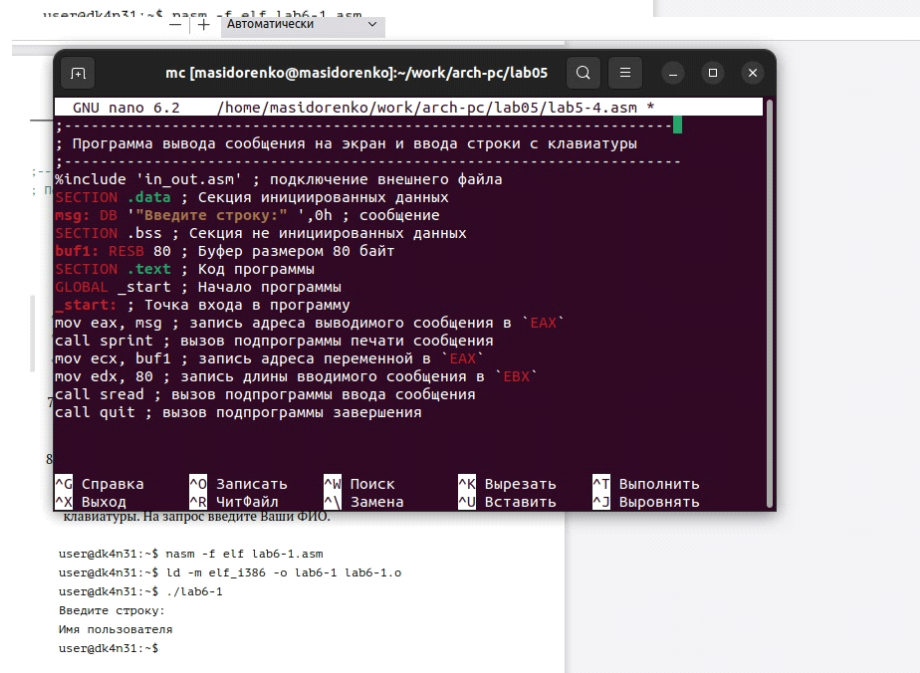 user@dk4n31:~$ nasm -f elf lab6-1.asm
— | + Автоматически
mc [masidorenko@masidorenko]:~/work/arch-pc/lab05
GNU nano 6.2 /home/masidorenko/work/arch-pc/lab05/lab5-4.asm *
;--------------------------------------------------------------------
; Программа вывода сообщения на экран и ввода строки с клавиатуры
;---------------------------------------------------------------------
%include 'in_out.asm' ; подключение внешнего файла
SECTION .data ; Секция инициированных данных
msg: DB '"Введите строку:" ',0h ; сообщение
SECTION .bss ; Секция не инициированных данных
buf1: RESB 80 ; Буфер размером 80 байт
SECTION .text ; Код программы
GLOBAL _start ; Начало программы
_start: ; Точка входа в программу
mov eax, msg ; запись адреса выводимого сообщения в `EAX`
call sprint ; вызов подпрограммы печати сообщения
mov ecx, buf1 ; запись адреса переменной в `EAX`
mov edx, 80 ; запись длины вводимого сообщения в `EBX`
call sread ; вызов подпрограммы ввода сообщения
call quit ; вызов подпрограммы завершения
^G Справка ^O Записать ^W Поиск ^K Вырезать ^T Выполнить
^X Выход ^R ЧитФайл ^\ Замена ^U Вставить ^J Выровнять
клавиатуры. На запрос введите Ваши ФИО.
user@dk4n31:~$ nasm -f elf lab6-1.asm
user@dk4n31:~$ ld -m elf_i386 -o lab6-1 lab6-1.o
user@dk4n31:~$ ./lab6-1
Введите строку:
Имя пользователя
user@dk4n31:~$